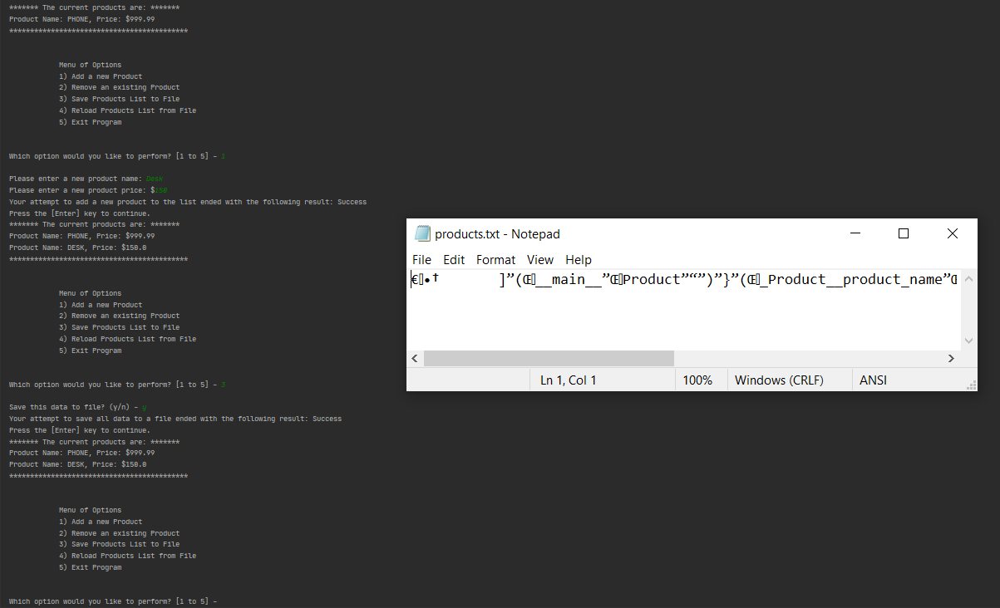 ******* The current products are: *******
Product Name: PHONE, Price: $999.99
*******************************************
Menu of Options
1) Add a new Product
2) Remove an existing Product
3) Save Products List to File
4) Reload Products List from File
5) Exit Program
Which option would you like to perform? [1 to 5] - 1
Please enter a new product name: Desk
Please enter a new product price: $150
Your attempt to add a new product to the list ended with the following result: Success
Press the [Enter] key to continue.
******* The current products are: *******
Product Name: PHONE, Price: $999.99
Product Name: DESK, Price: $150.0
*******************************************
Menu of Options
1) Add a new Product
2) Remove an existing Product
3) Save Products List to File
4) Reload Products List from File
5) Exit Program
Which option would you like to perform? [1 to 5] - 3
Save this data to file? (y/n) - y
Your attempt to save all data to a file ended with the following result: Success
Press the [Enter] key to continue.
******* The current products are: *******
Product Name: PHONE, Price: $999.99
Product Name: DESK, Price: $150.0
*******************************************
Menu of Options
1) Add a new Product
2) Remove an existing Product
3) Save Products List to File
4) Reload Products List from File
5) Exit Program
Which option would you like to perform? [1 to 5] -
products.txt - Notepad
File Edit Format View Help
€▯•† ]”(Œ▯__main__”Œ▯Product”“”)”}”(Œ▯_Product__product_name”Œ
Ln 1, Col 1 100% Windows (CRLF) ANSI